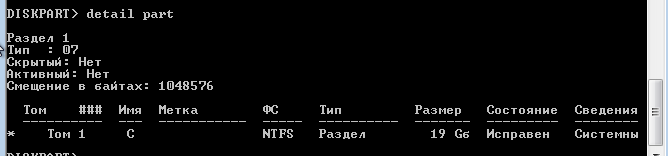 DISKPART> detail part
Раздел 1
Тип : 07
Скрытый: Нет
Активный: Нет
Смещение в байтах: 1048576
Том ### Имя Метка ФС Тип Размер Состояние Сведения
---------- --- ----------- ----- ---------- ------- --------- --------
* Том 1 C NTFS Раздел 19 Gб Исправен Системны
DISKPART>